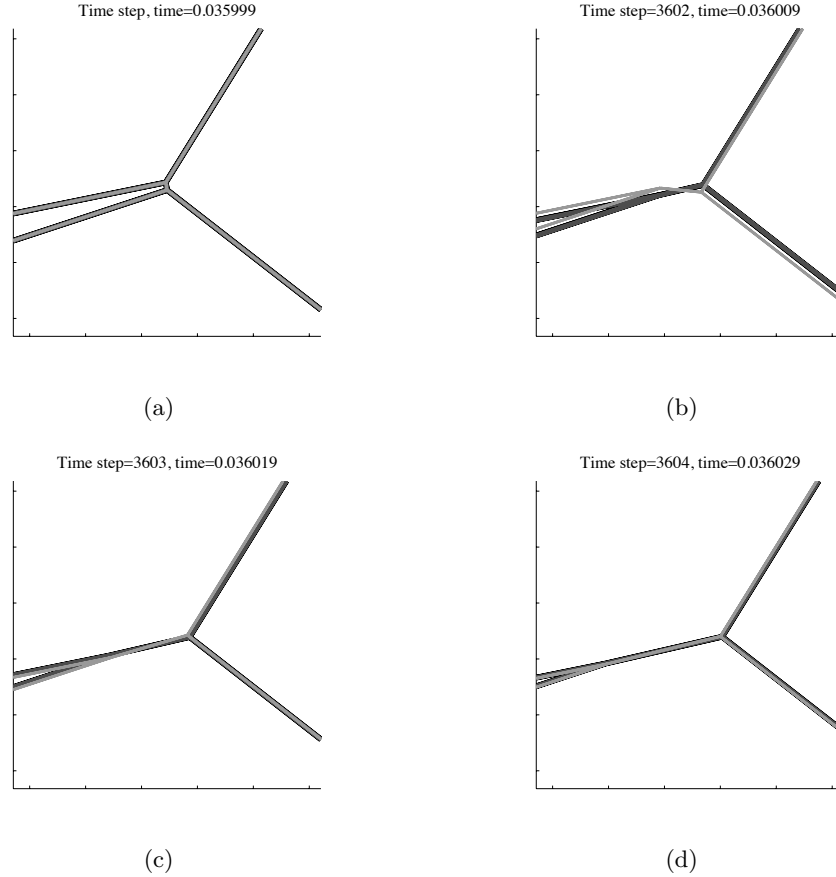 Time step, time=0.035999
Time step=3602, time=0.036009
(a)
(b)
Time step=3603, time=0.036019
Time step=3604, time=0.036029
(c)
(d)